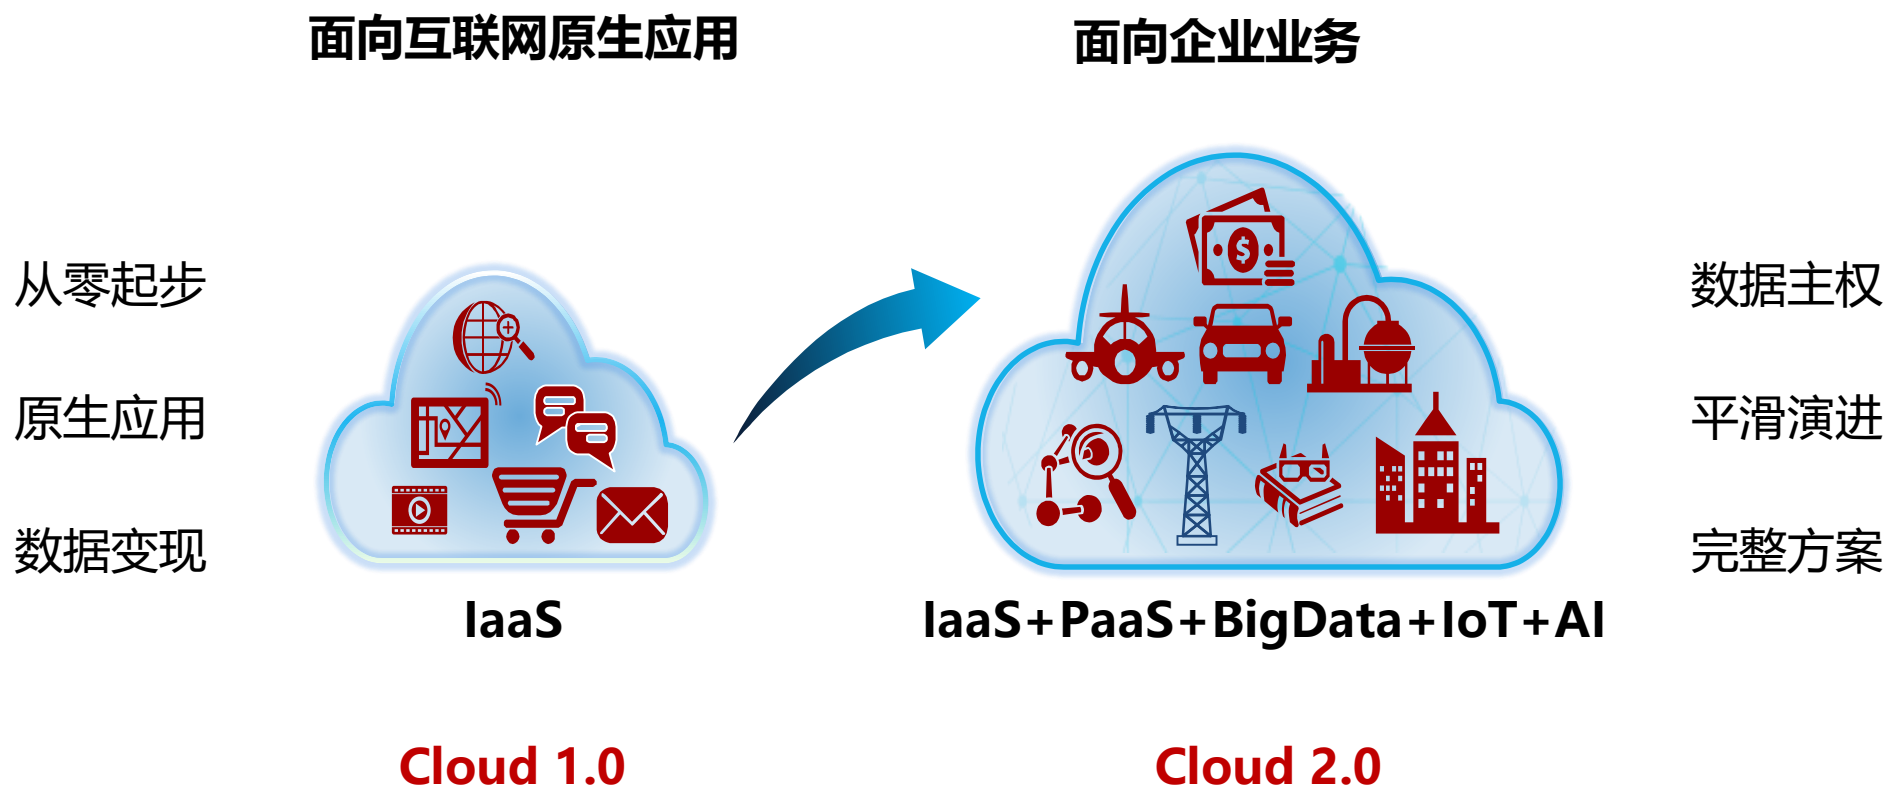 面向互联网原生应用
面向企业业务
从零起步
原生应用
数据变现
数据主权
平滑演进
完整方案
$
IaaS
IaaS+PaaS+BigData+IoT+AI
Cloud 1.0
Cloud 2.0